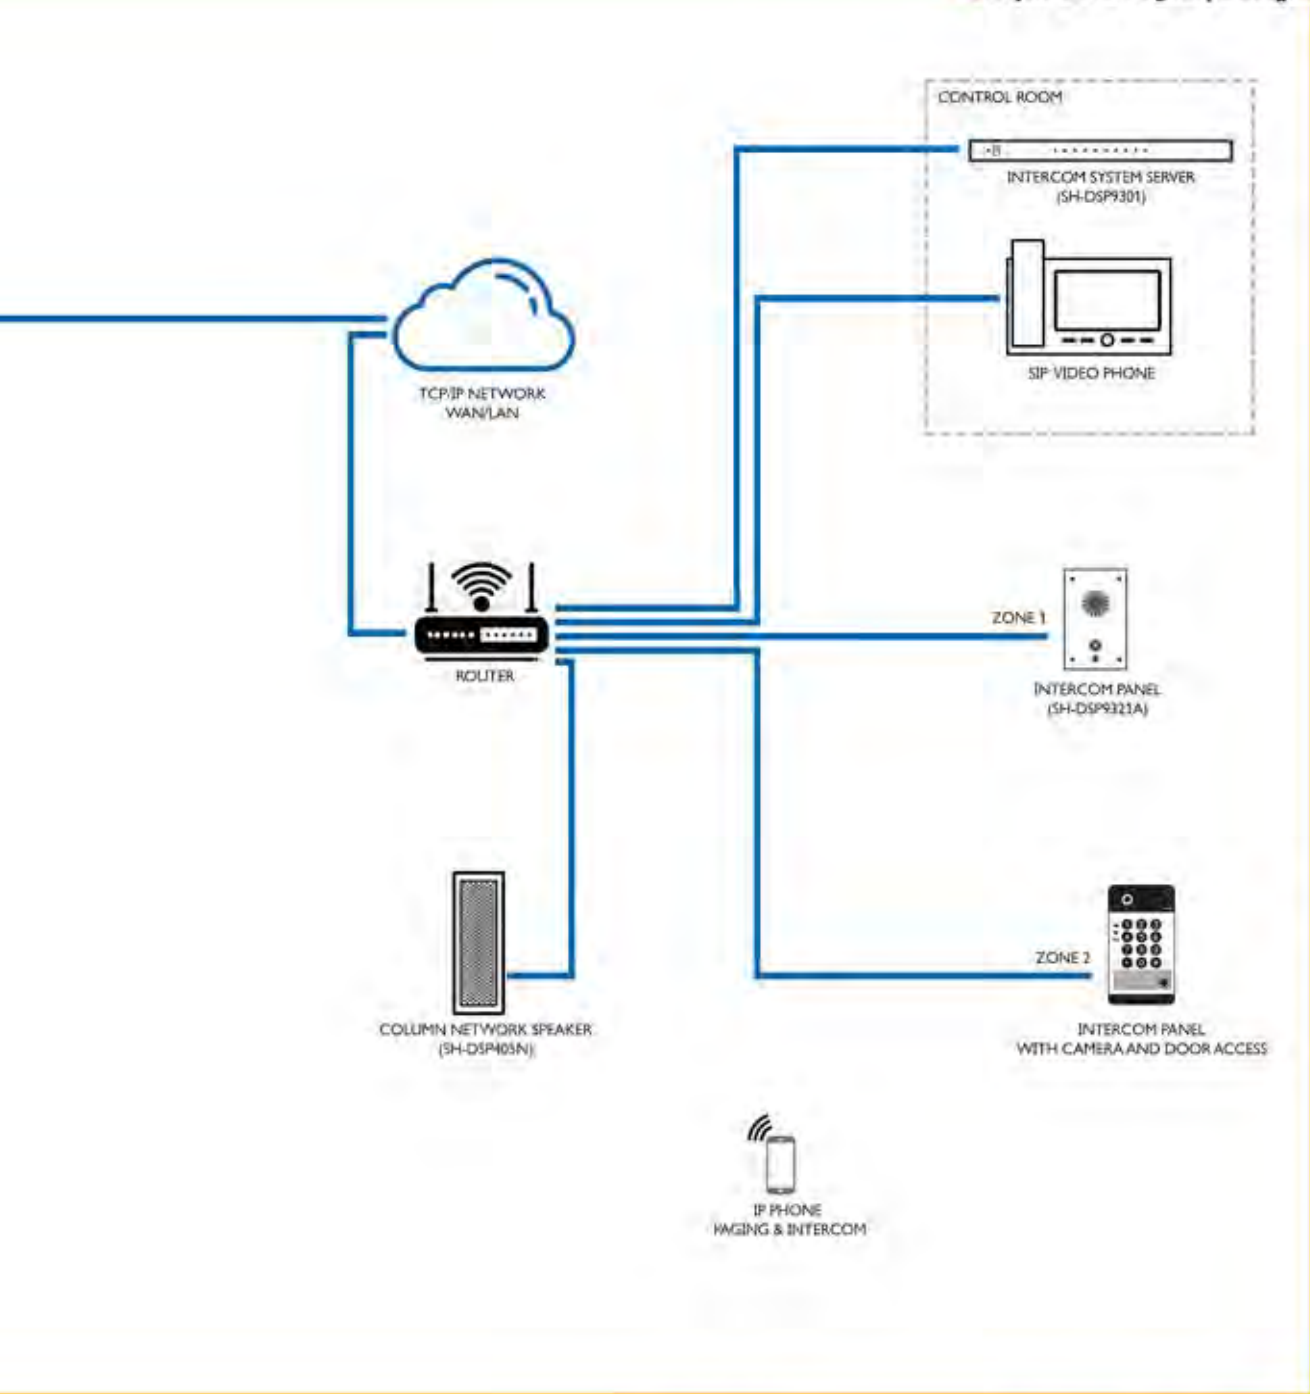 CONTROL ROOM
INTERCOM SYSTEM SERVER
(SH-DSP9301)
SIP VIDEO PHONE
TCP/IP NETWORK
WAN/LAN
ROUTER
ZONE 1
INTERCOM PANEL
(SH-DSP9321A)
COLUMN NETWORK SPEAKER
(SH-DSP405N)
ZONE 2
INTERCOM PANEL
WITH CAMERA AND DOOR ACCESS
IP PHONE
PAGING & INTERCOM